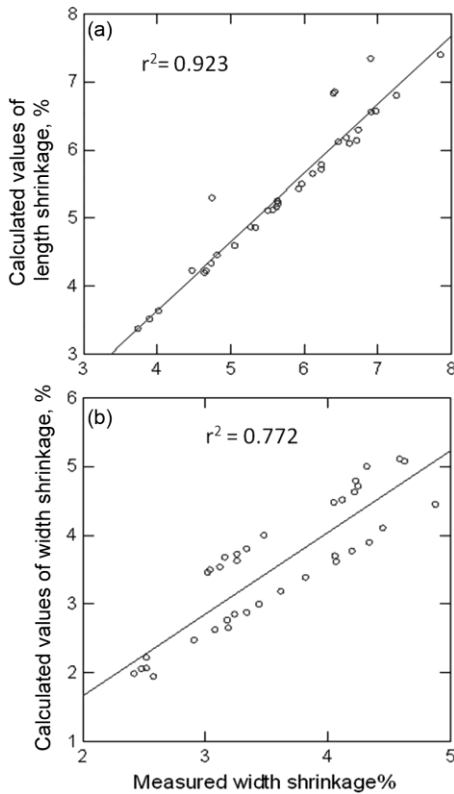 (a)
r² = 0.923
Calculated values of
length shrinkage, %
8
7
6
5
4
3
3 4 5 6 7 8
(b)
r² = 0.772
Calculated values of width shrinkage, %
6
5
4
3
2
1
2 3 4 5
Measured width shrinkage%